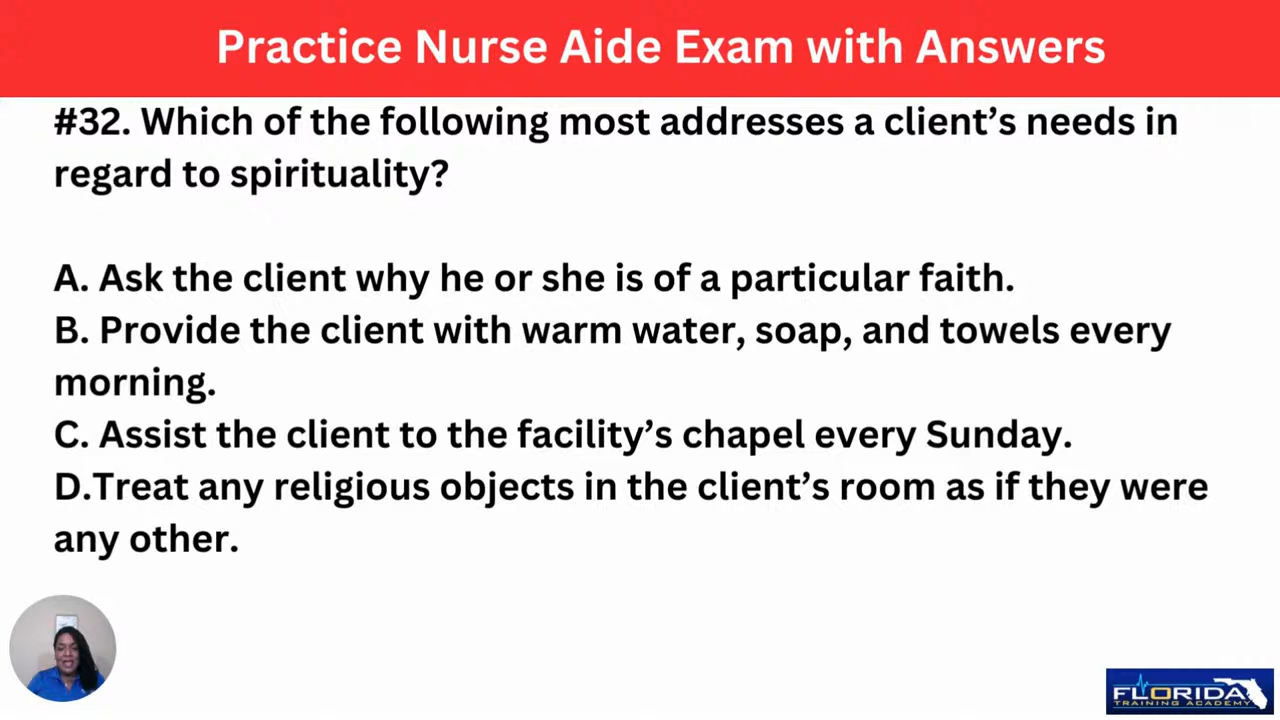 Practice Nurse Aide Exam with Answers
#32. Which of the following most addresses a client’s needs in
regard to spirituality?
A. Ask the client why he or she is of a particular faith.
B. Provide the client with warm water, soap, and towels every
morning.
C. Assist the client to the facility’s chapel every Sunday.
D.Treat any religious objects in the client’s room as if they were
any other.
FLORIDA
TRAINING ACADEMY